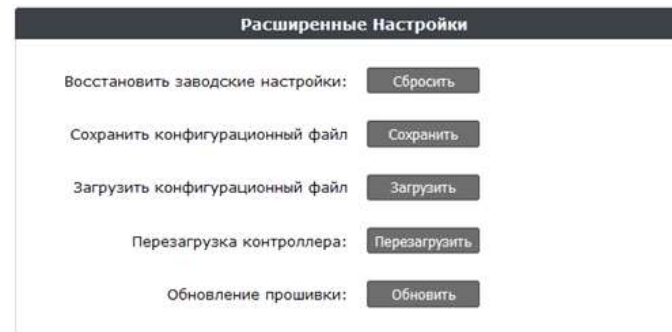 Расширенные Настройки
Восстановить заводские настройки: Сбросить
Сохранить конфигурационный файл Сохранить
Загрузить конфигурационный файл Загрузить
Перезагрузка контроллера: Перезагрузить
Обновление прошивки: Обновить